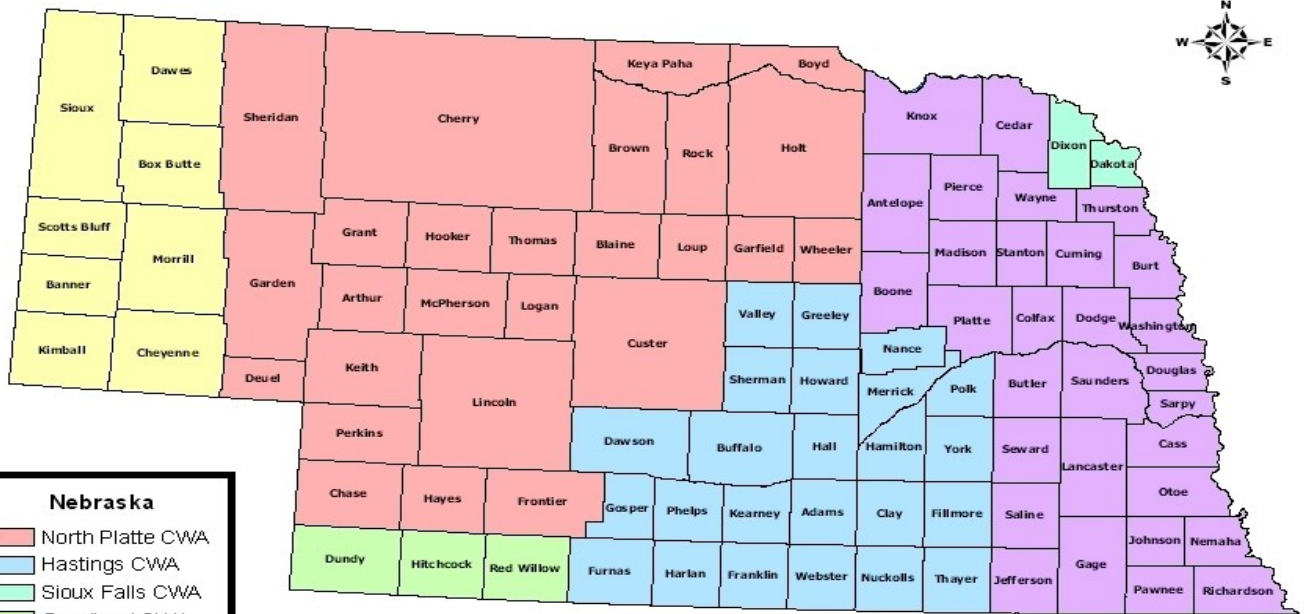 N
W E
S
Sioux
Dawes
Box Butte
Sheridan
Cherry
Keya Paha
Boyd
Brown
Rock
Holt
Knox
Cedar
Dixon
Dakota
Antelope
Pierce
Wayne
Thurston
Scotts Bluff
Morrill
Banner
Kimball
Cheyenne
Garden
Deuel
Grant
Hooker
Thomas
Blaine
Loup
Garfield
Wheeler
Arthur
McPherson
Logan
Custer
Valley
Greeley
Boone
Madison
Stanton
Cuming
Burt
Platte
Colfax
Dodge
Washington
Nance
Keith
Lincoln
Sherman
Howard
Merrick
Polk
Butler
Saunders
Douglas
Sarpy
Perkins
Dawson
Buffalo
Hall
Hamilton
York
Seward
Lancaster
Cass
Otoe
Chase
Hayes
Frontier
Gosper
Phelps
Kearney
Adams
Clay
Fillmore
Saline
Gage
Johnson
Nemaha
Dundy
Hitchcock
Red Willow
Furnas
Harlan
Franklin
Webster
Nuckolls
Thayer
Jefferson
Pawnee
Richardson
Nebraska
North Platte CWA
Hastings CWA
Sioux Falls CWA